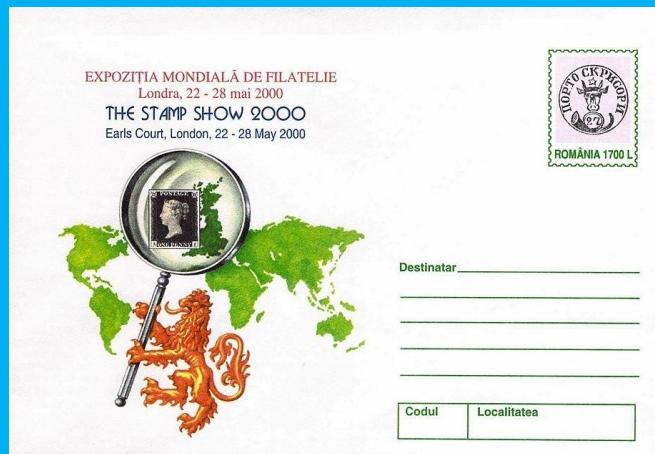 EXPOZIȚIA MONDIALĂ DE FILATELIE
Londra, 22 - 28 mai 2000
THE STAMP SHOW 2000
Earls Court, London, 22 - 28 May 2000
ПОРТО СКРИСОРИ
27
ROMÂNIA 1700 L
POSTAGE
ONE PENNY
Destinatar
Codul
Localitatea